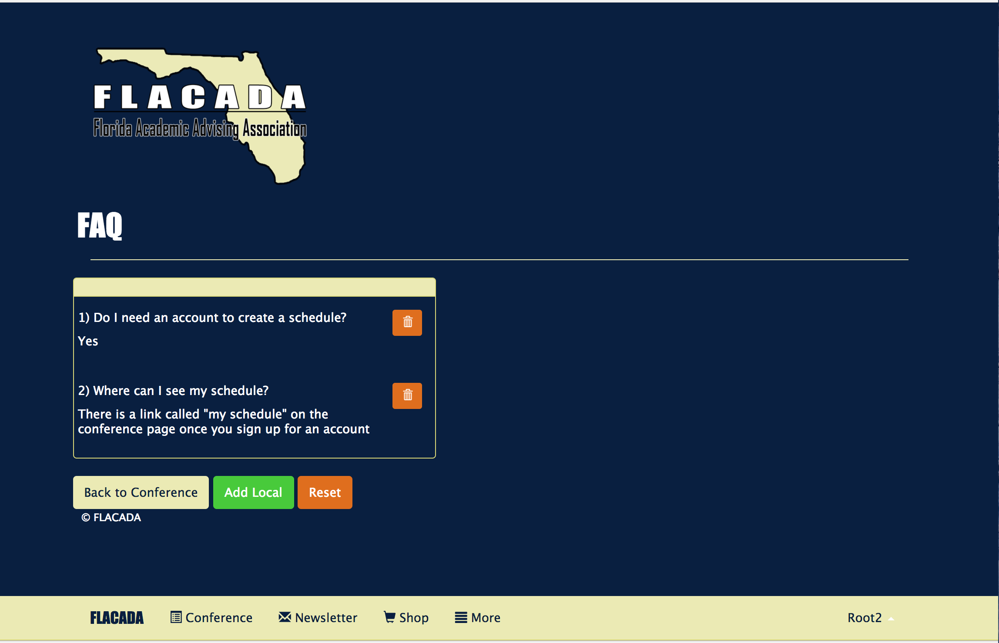 FLACADA
Florida Academic Advising Association
FAQ
1) Do I need an account to create a schedule?
Yes
2) Where can I see my schedule?
There is a link called "my schedule" on the
conference page once you sign up for an account
Back to Conference
Add Local
Reset
© FLACADA
FLACADA
Conference
Newsletter
Shop
More
Root2